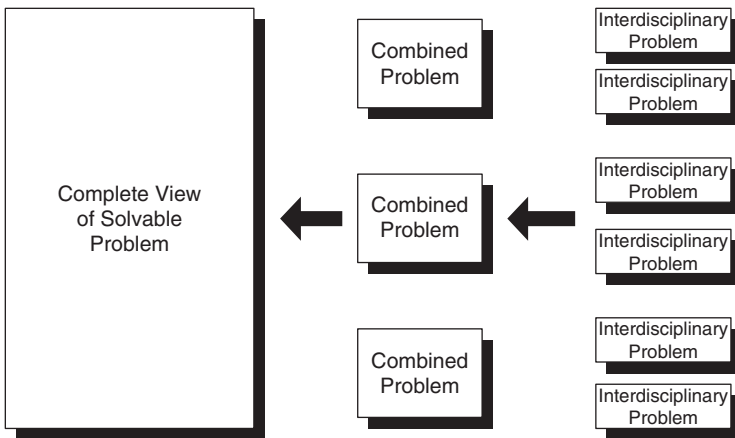 Complete View
of Solvable
Problem
Combined
Problem
Combined
Problem
Combined
Problem
Interdisciplinary
Problem
Interdisciplinary
Problem
Interdisciplinary
Problem
Interdisciplinary
Problem
Interdisciplinary
Problem
Interdisciplinary
Problem